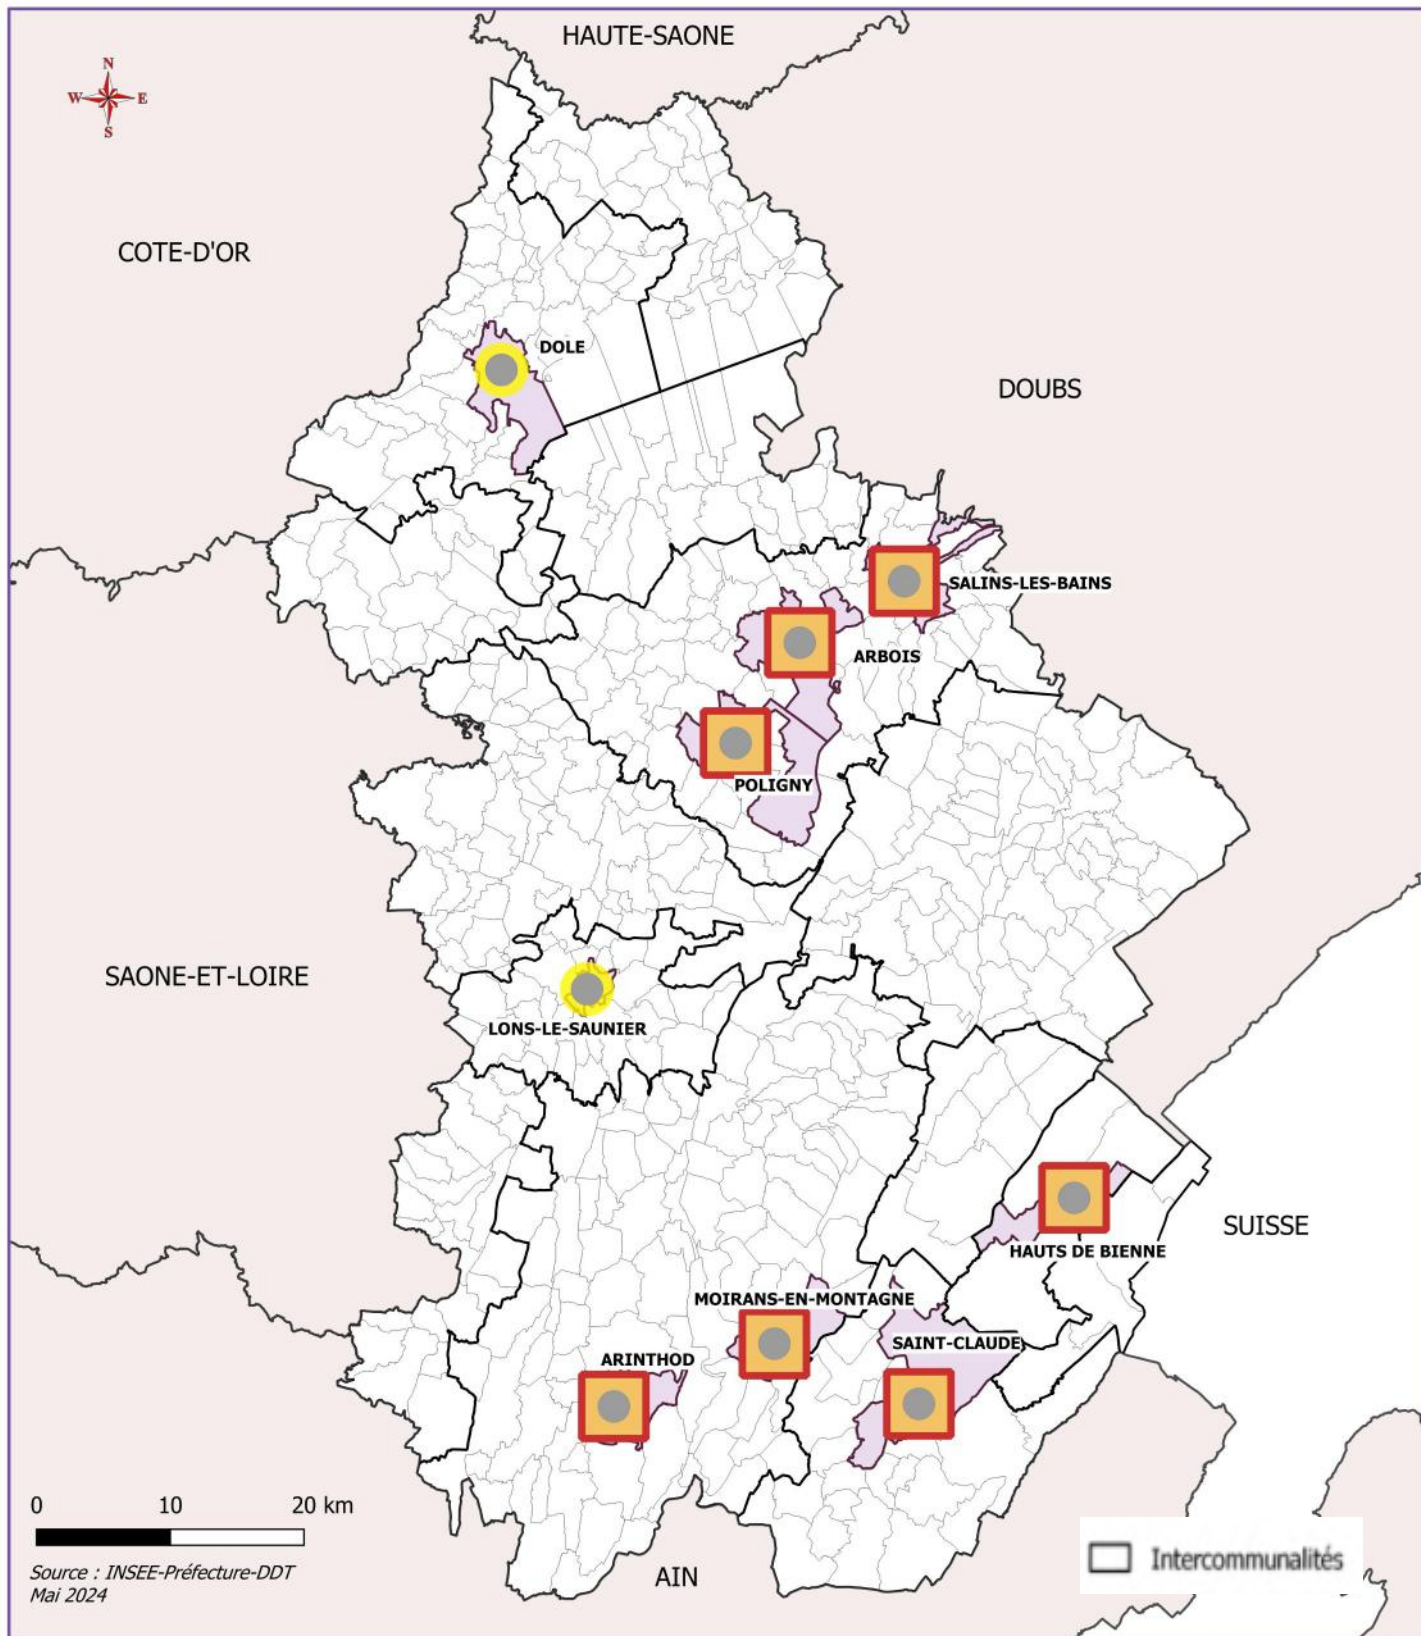 HAUTE-SAONE
N
W E
S
COTE-D'OR
DOLE
DOUBS
SALINS-LES-BAINS
ARBOIS
POLIGNY
SAONE-ET-LOIRE
LONS-LE-SAUNIER
SUISSE
HAUTS DE BIENNE
MOIRANS-EN-MONTAGNE
SAINT-CLAUDE
ARINTHOD
0 10 20 km
Source : INSEE-Préfecture-DDT
Mai 2024
AIN
Intercommunalités